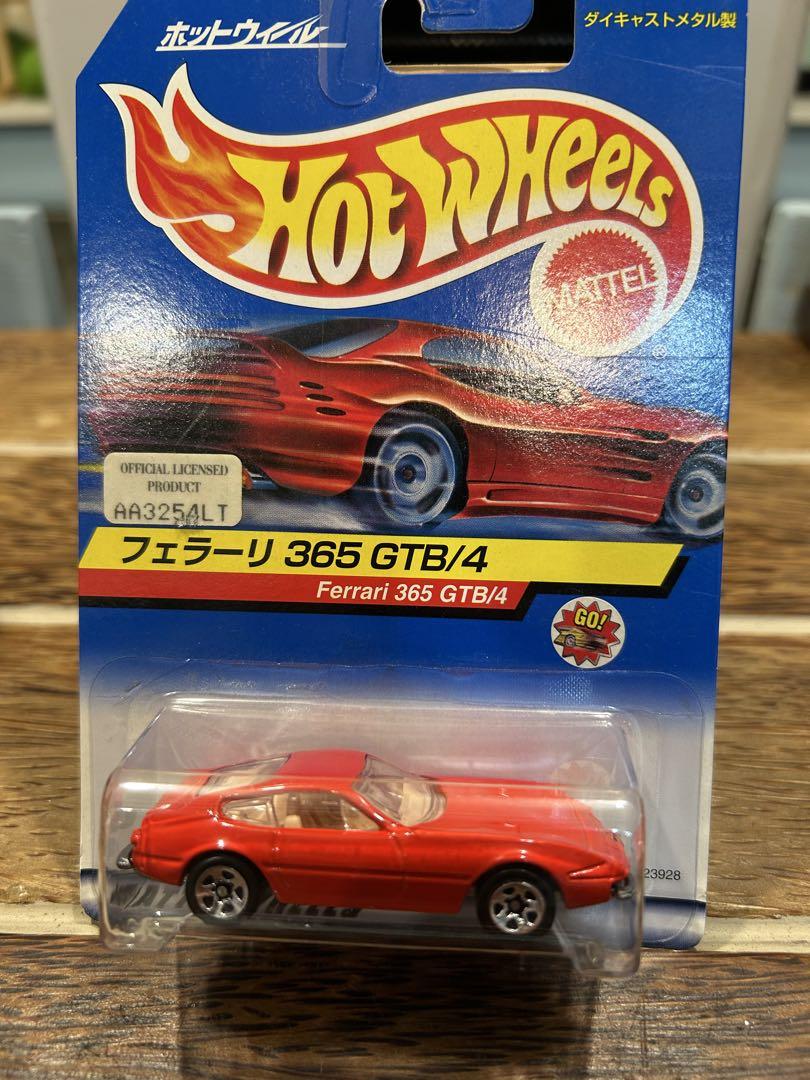 ホットウィール
ダイキャストメタル製
HOT WHEELS
MATTEL
®
OFFICIAL LICENSED
PRODUCT
AA3254LT
フェラーリ 365 GTB/4
Ferrari 365 GTB/4
GO!
23928